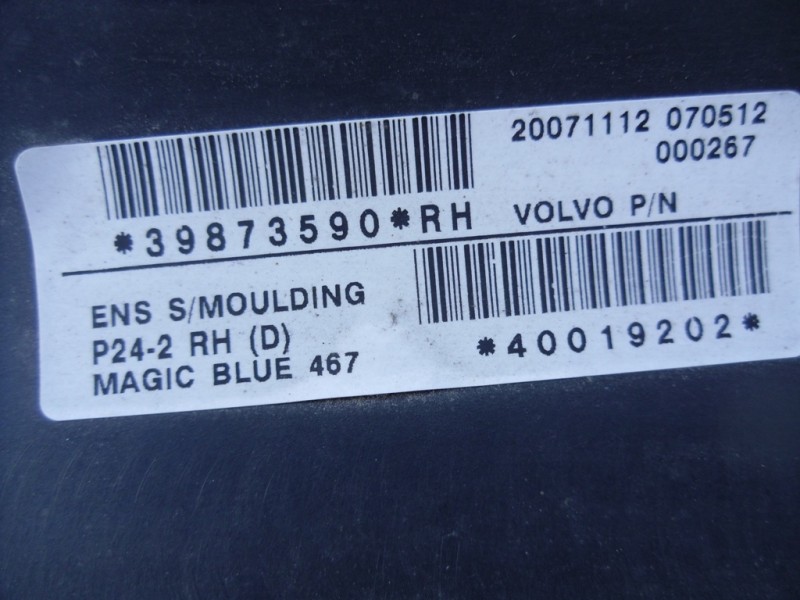 20071112 070512
000267
*39873590*RH VOLVO P/N
ENS S/MOULDING
P24-2 RH (D)
MAGIC BLUE 467
*40019202*